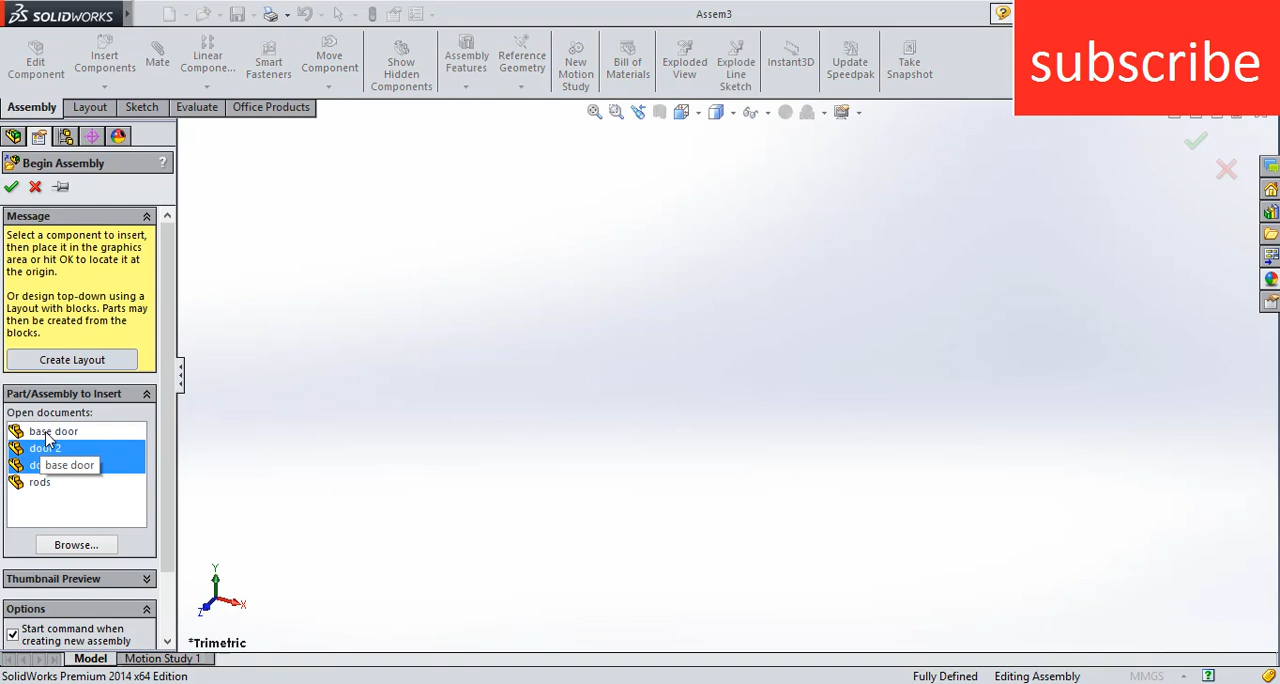 SOLIDWORKS
Assem3
subscribe
Edit Component
Insert Components
Mate
Linear Compone...
Smart Fasteners
Move Component
Show Hidden Components
Assembly Features
Reference Geometry
New Motion Study
Bill of Materials
Exploded View
Explode Line Sketch
Instant3D
Update Speedpak
Take Snapshot
Assembly
Layout
Sketch
Evaluate
Office Products
Begin Assembly
?
Message
Select a component to insert,
then place it in the graphics
area or hit OK to locate it at
the origin.
Or design top-down using a
Layout with blocks. Parts may
then be created from the
blocks.
Create Layout
Part/Assembly to Insert
Open documents:
base door
door 2
base door
rods
Browse...
Thumbnail Preview
Options
Start command when
creating new assembly
Y
X
Z
*Trimetric
Model
Motion Study 1
SolidWorks Premium 2014 x64 Edition
Fully Defined
Editing Assembly
MMGS
?